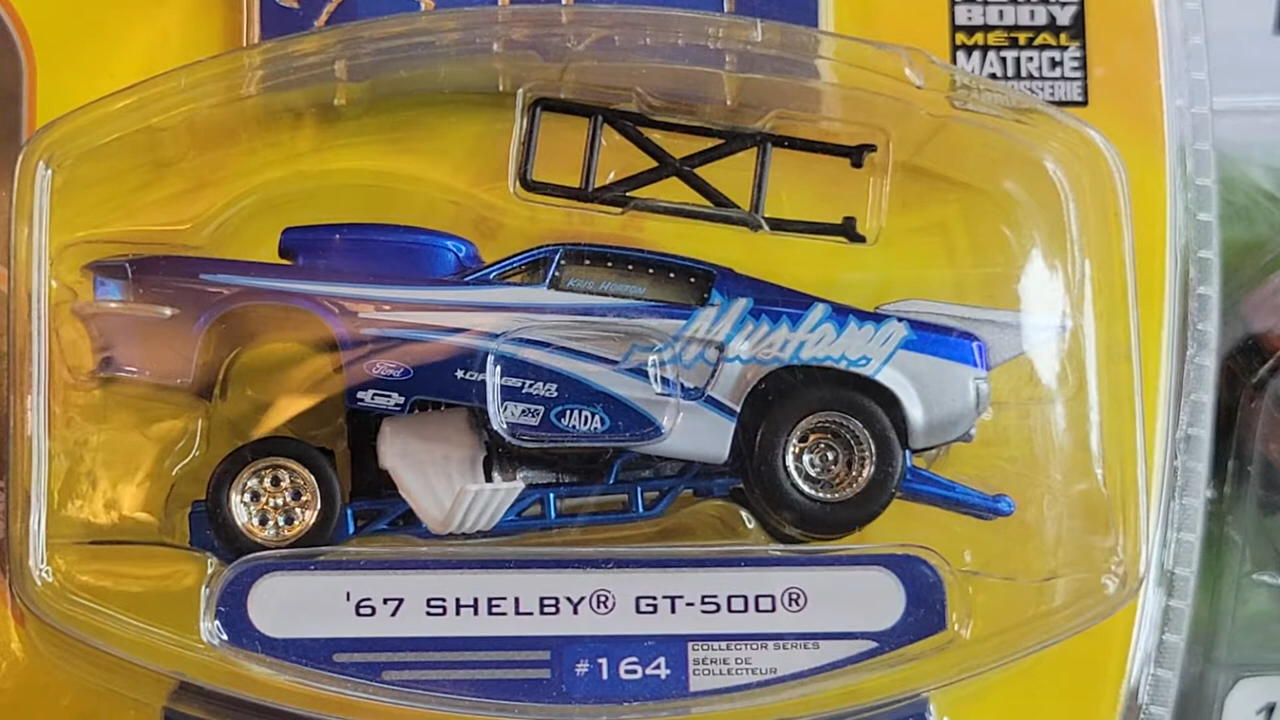 BODY
MÉTAL
MATRCÉ
Kris Horton
Mustang
Ford
JADA
'67 SHELBY® GT-500®
#164
COLLECTOR SERIES
SÉRIE DE
COLLECTEUR